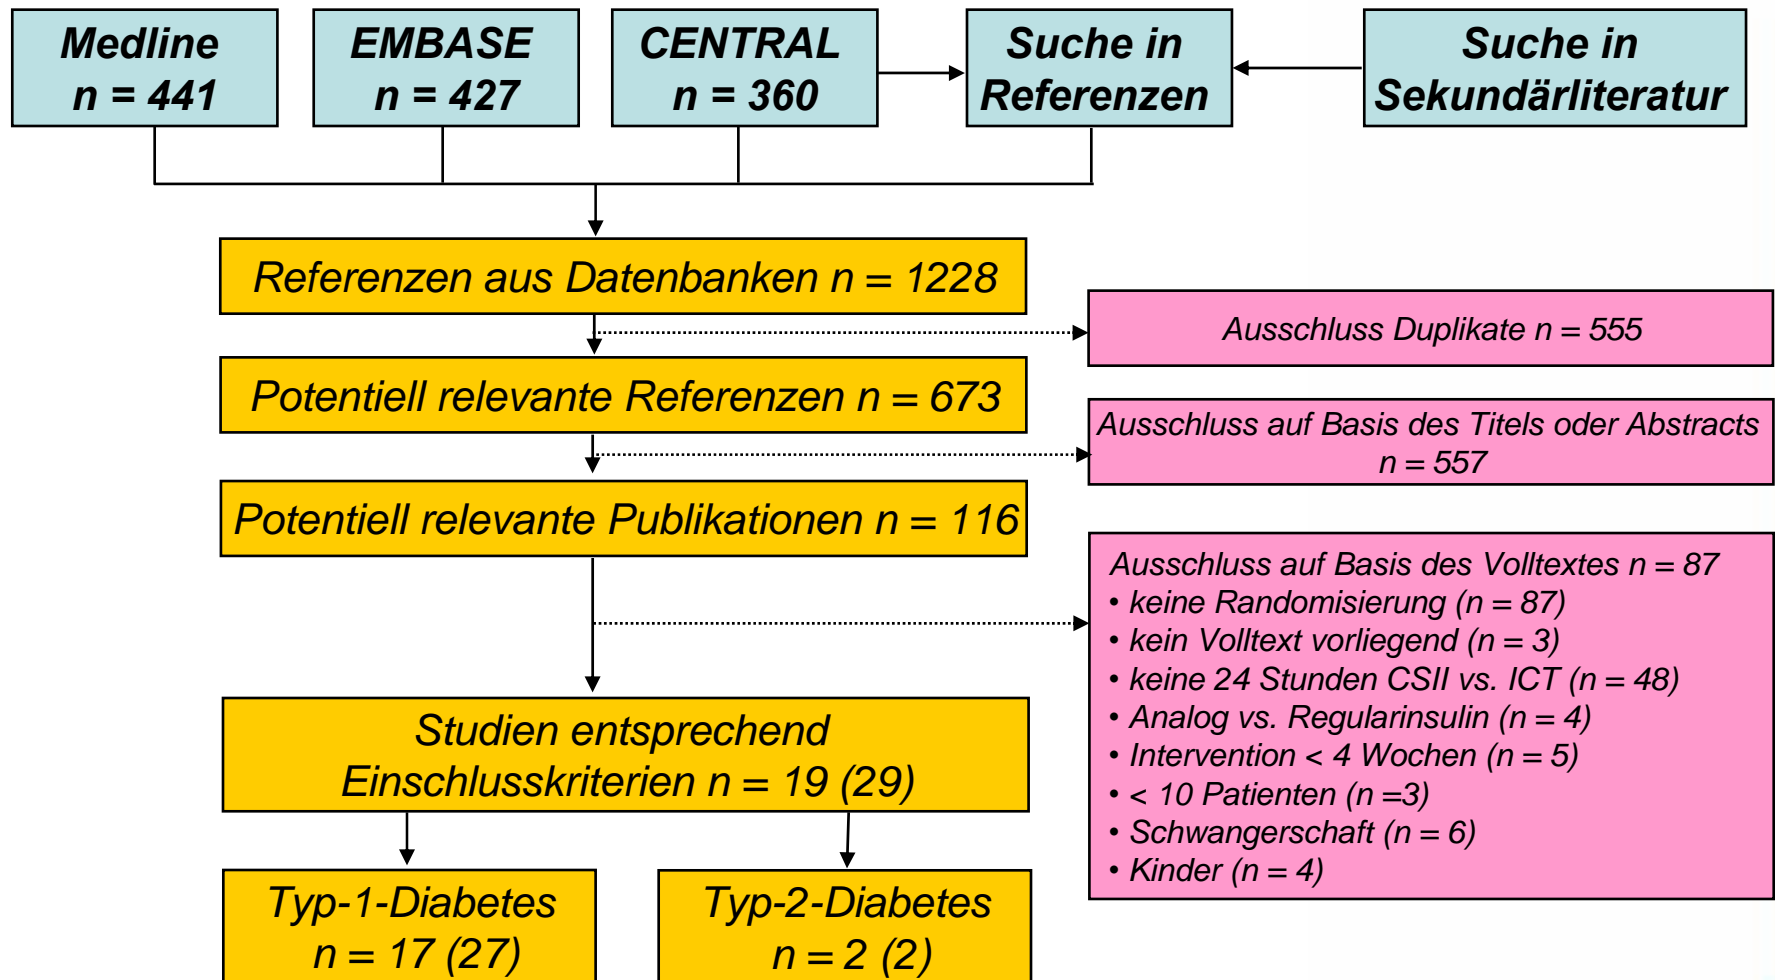 Medline
n = 441
EMBASE
n = 427
CENTRAL
n = 360
Suche in
Referenzen
Suche in
Sekundärliteratur
Referenzen aus Datenbanken n = 1228
Ausschluss Duplikate n = 555
Potentiell relevante Referenzen n = 673
Ausschluss auf Basis des Titels oder Abstracts
n = 557
Potentiell relevante Publikationen n = 116
Ausschluss auf Basis des Volltextes n = 87
• keine Randomisierung (n = 87)
• kein Volltext vorliegend (n = 3)
• keine 24 Stunden CSII vs. ICT (n = 48)
• Analog vs. Regularinsulin (n = 4)
• Intervention < 4 Wochen (n = 5)
• < 10 Patienten (n =3)
• Schwangerschaft (n = 6)
• Kinder (n = 4)
Studien entsprechend
Einschlusskriterien n = 19 (29)
Typ-1-Diabetes
n = 17 (27)
Typ-2-Diabetes
n = 2 (2)